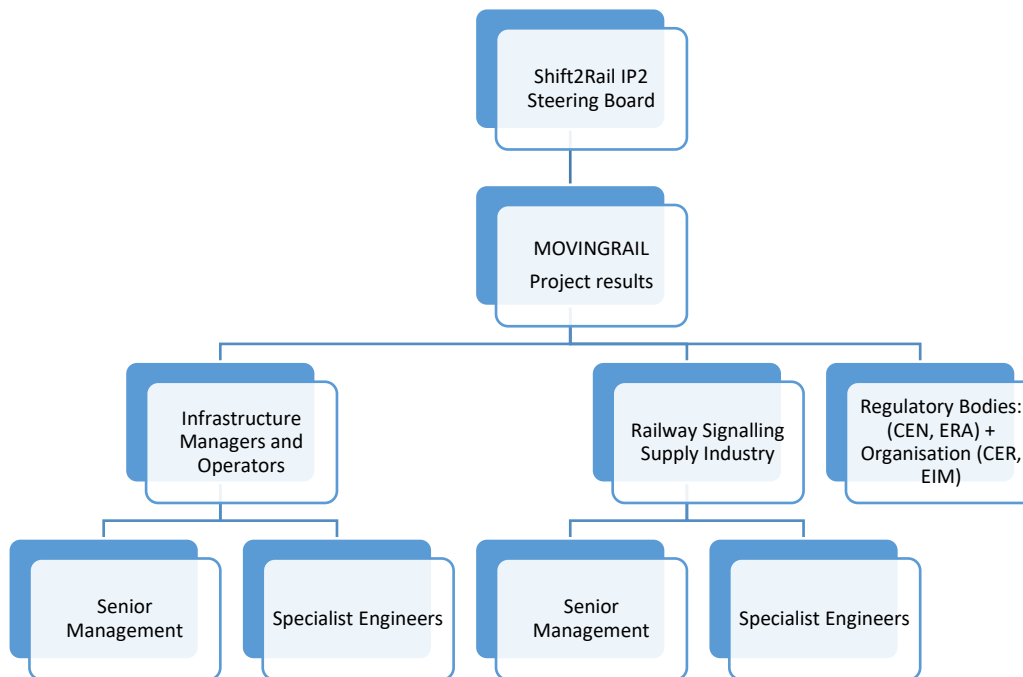 Shift2Rail IP2
Steering Board
MOVINGRAIL
Project results
Infrastructure
Managers and
Operators
Railway Signalling
Supply Industry
Regulatory Bodies:
(CEN, ERA) +
Organisation (CER,
EIM)
Senior
Management
Specialist Engineers
Senior
Management
Specialist Engineers